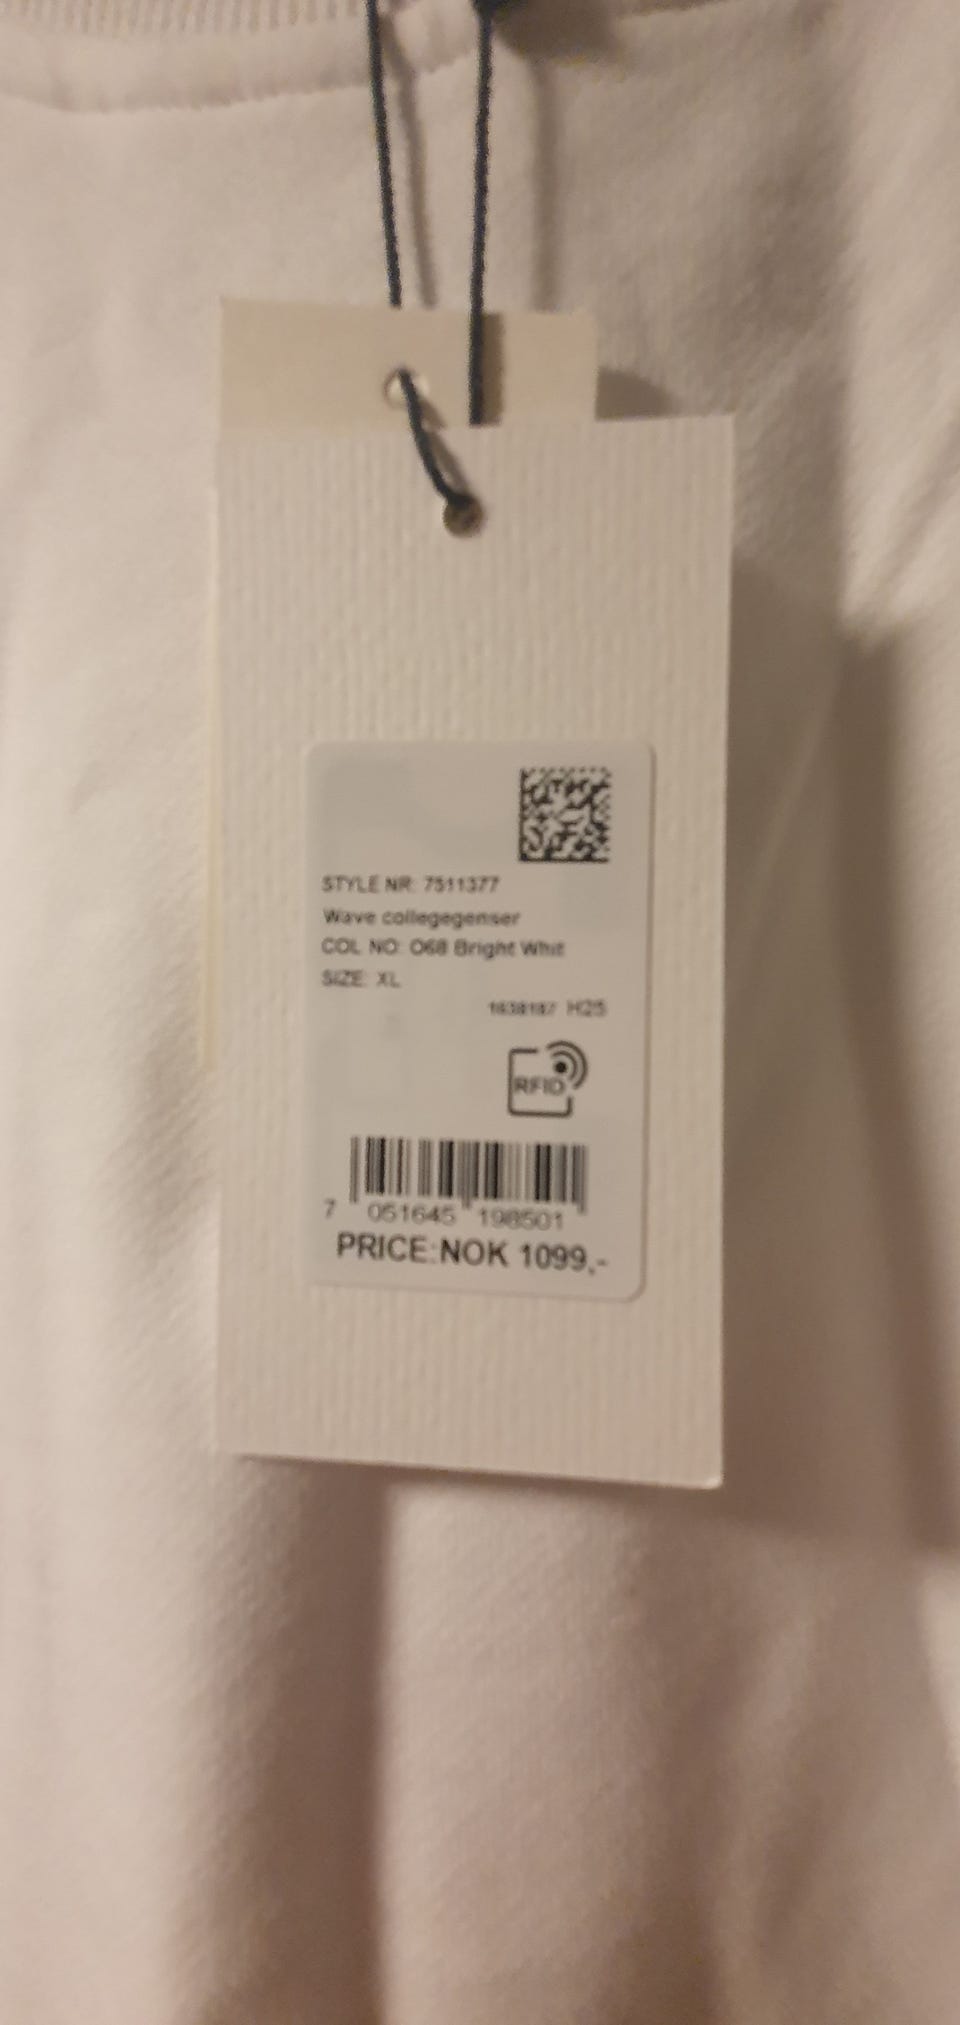 STYLE NR: 7511377
Wave collegegenser
COL NO: O68 Bright Whit
SIZE: XL
1638187 H25
RFID
7 051645 198501
PRICE:NOK 1099,-